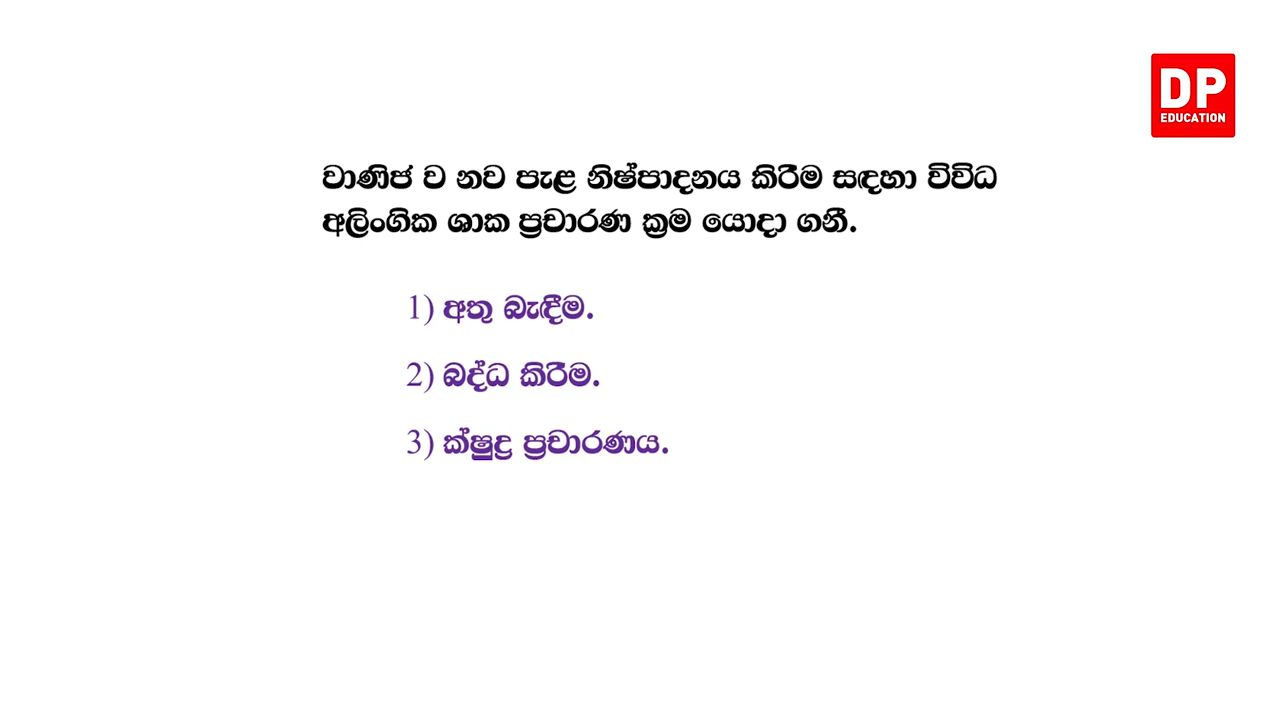 DP
EDUCATION
වාණිජ ව නව පැළ නිෂ්පාදනය කිරීම සඳහා විවිධ
අලිංගික ශාක ප්‍රචාරණ ක්‍රම යොදා ගනී.
1) අතු බැඳීම.
2) බද්ධ කිරීම.
3) ක්ෂුද්‍ර ප්‍රචාරණය.